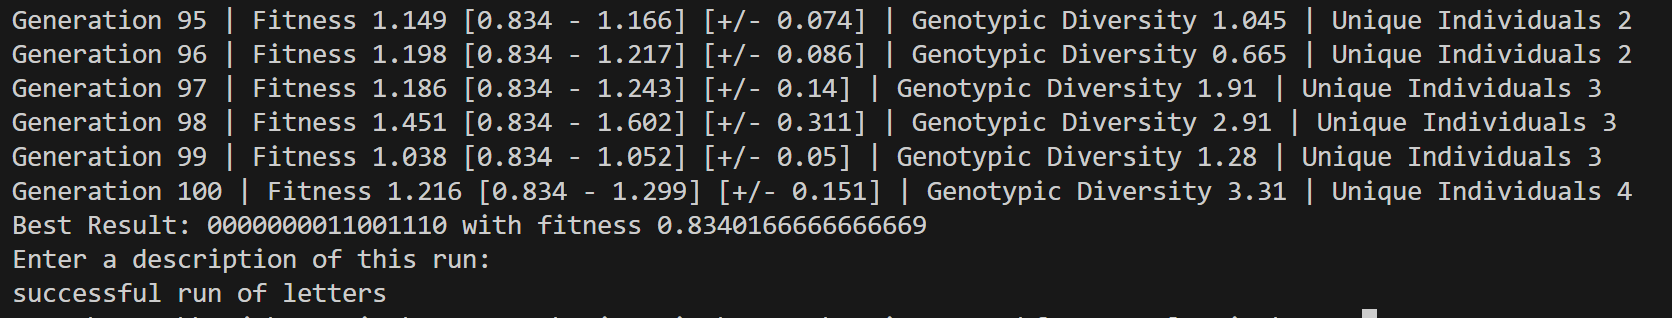 Generation 95 | Fitness 1.149 [0.834 - 1.166] [+/- 0.074] | Genotypic Diversity 1.045 | Unique Individuals 2
Generation 96 | Fitness 1.198 [0.834 - 1.217] [+/- 0.086] | Genotypic Diversity 0.665 | Unique Individuals 2
Generation 97 | Fitness 1.186 [0.834 - 1.243] [+/- 0.14] | Genotypic Diversity 1.91 | Unique Individuals 3
Generation 98 | Fitness 1.451 [0.834 - 1.602] [+/- 0.311] | Genotypic Diversity 2.91 | Unique Individuals 3
Generation 99 | Fitness 1.038 [0.834 - 1.052] [+/- 0.05] | Genotypic Diversity 1.28 | Unique Individuals 3
Generation 100 | Fitness 1.216 [0.834 - 1.299] [+/- 0.151] | Genotypic Diversity 3.31 | Unique Individuals 4
Best Result: 0000000011001110 with fitness 0.8340166666666669
Enter a description of this run:
successful run of letters